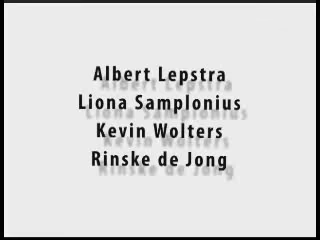 Albert Lepstra
Liona Samplonius
Kevin Wolters
Rinske de Jong